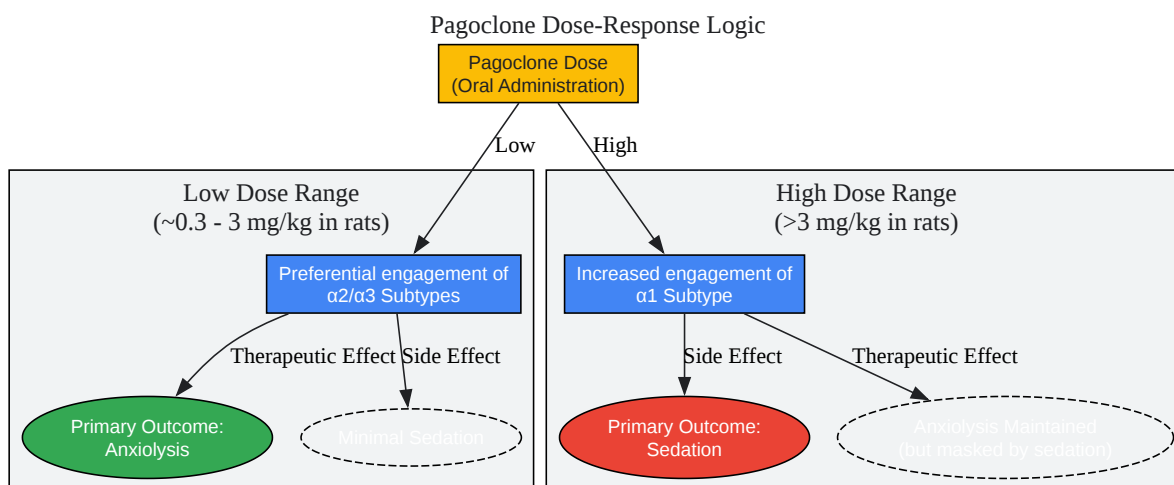 Pagoclone Dose-Response Logic
Pagoclone Dose
(Oral Administration)
Low
High
Low Dose Range
(~0.3 - 3 mg/kg in rats)
High Dose Range
(>3 mg/kg in rats)
Preferential engagement of
α2/α3 Subtypes
Increased engagement of
α1 Subtype
Therapeutic Effect
Side Effect
Side Effect
Therapeutic Effect
Primary Outcome:
Anxiolysis
Minimal Sedation
Primary Outcome:
Sedation
Anxiolysis Maintained
(but masked by sedation)